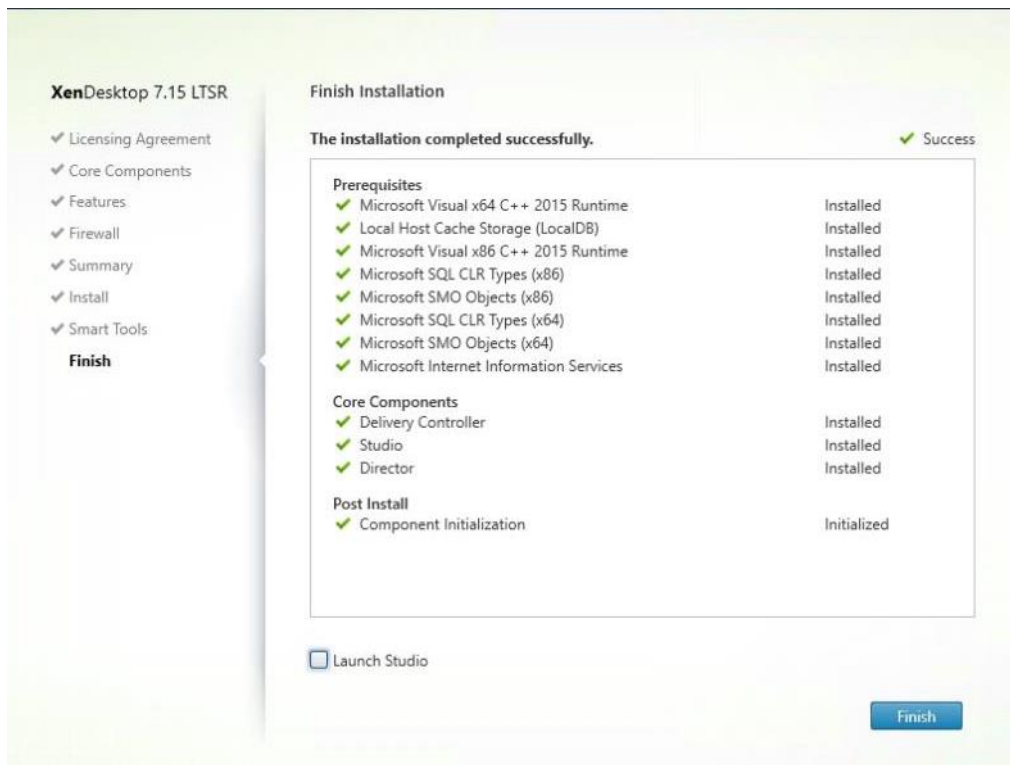 XenDesktop 7.15 LTSR
Licensing Agreement
Core Components
Features
Firewall
Summary
Install
Smart Tools
Finish
Finish Installation
The installation completed successfully.
Success
Prerequisites
Microsoft Visual x64 C++ 2015 Runtime Installed
Local Host Cache Storage (LocalDB) Installed
Microsoft Visual x86 C++ 2015 Runtime Installed
Microsoft SQL CLR Types (x86) Installed
Microsoft SMO Objects (x86) Installed
Microsoft SQL CLR Types (x64) Installed
Microsoft SMO Objects (x64) Installed
Microsoft Internet Information Services Installed
Core Components
Delivery Controller Installed
Studio Installed
Director Installed
Post Install
Component Initialization Initialized
Launch Studio
Finish